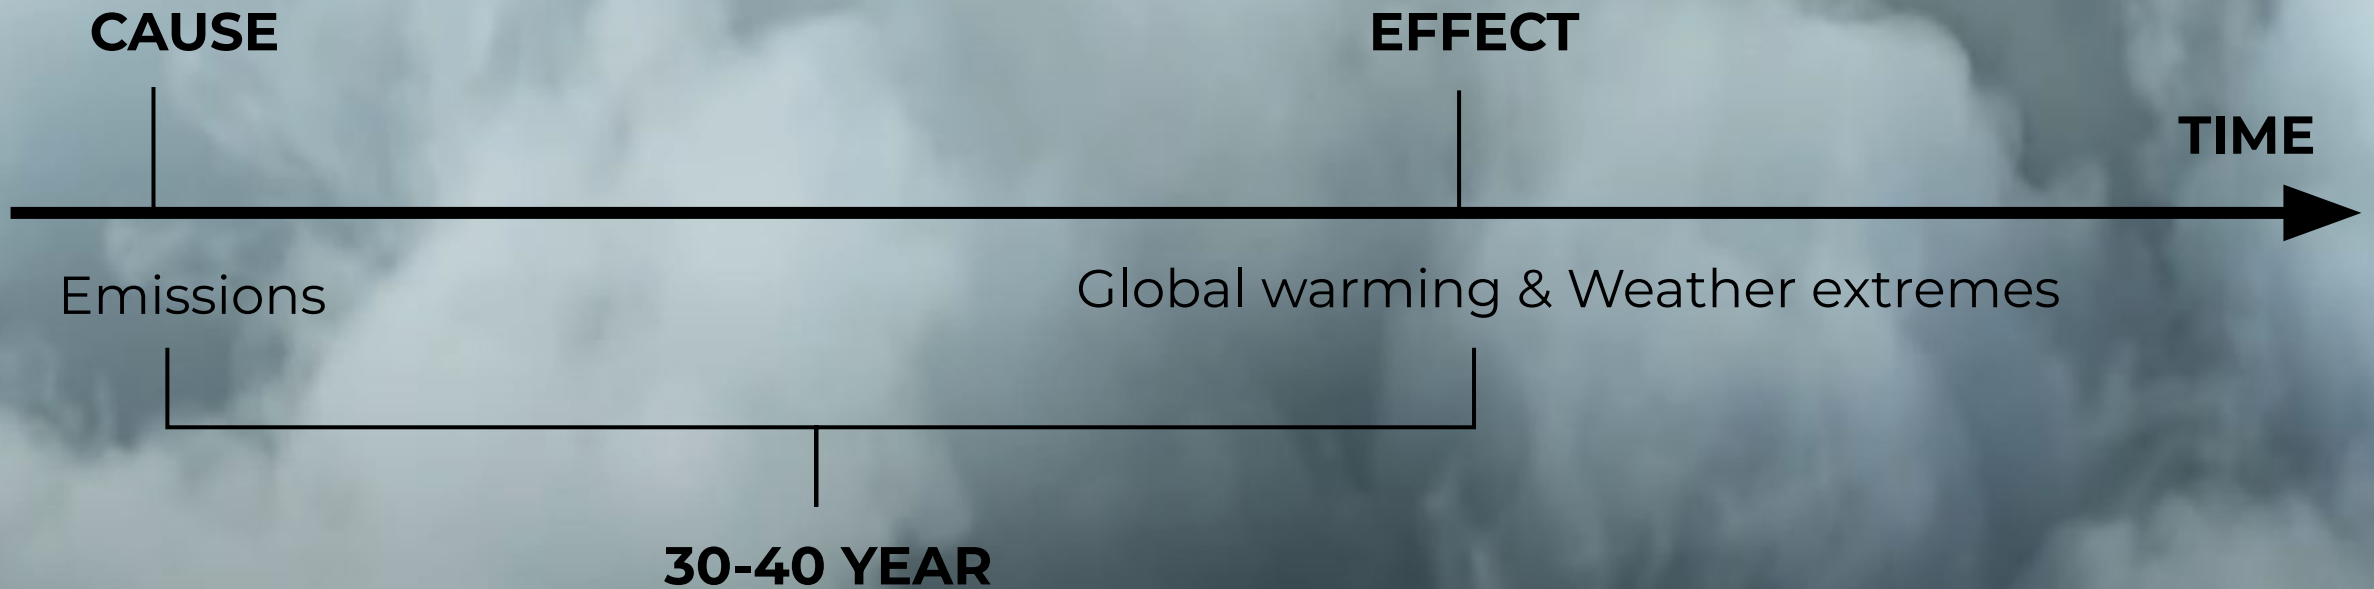 CAUSE
EFFECT
TIME
Emissions
Global warming & Weather extremes
30-40 YEAR